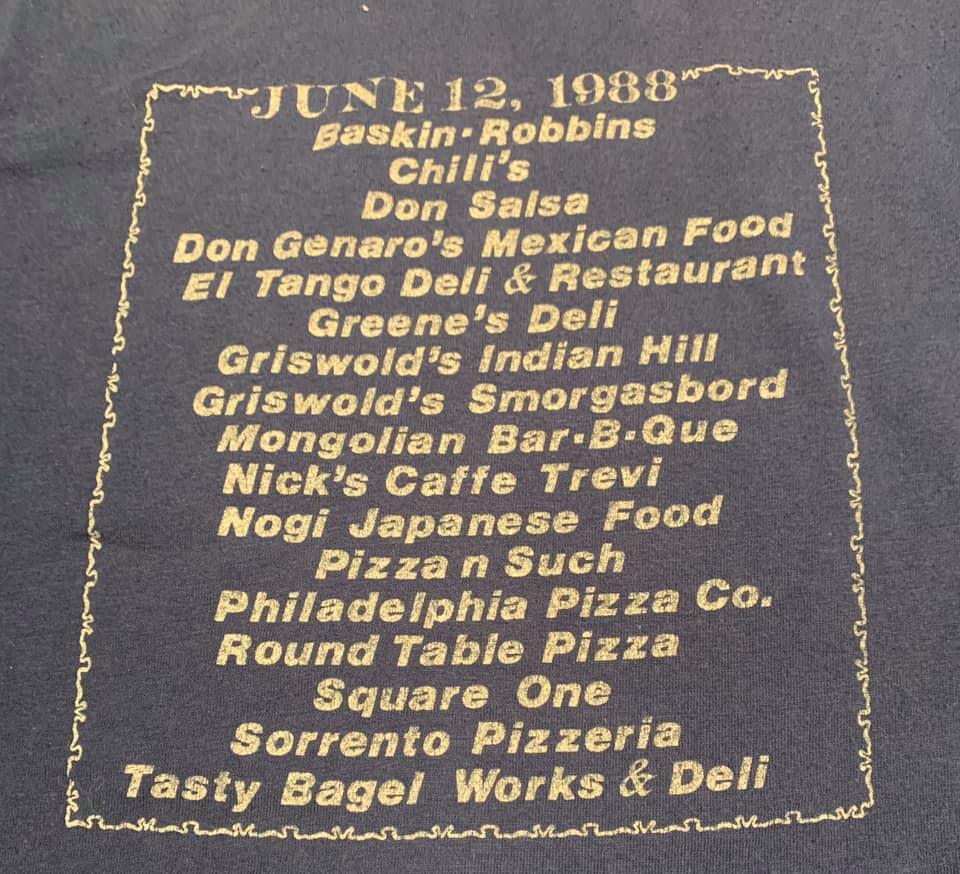 JUNE 12, 1988
Baskin-Robbins
Chili's
Don Salsa
Don Genaro's Mexican Food
El Tango Deli & Restaurant
Greene's Deli
Griswold's Indian Hill
Griswold's Smorgasbord
Mongolian Bar-B-Que
Nick's Caffe Trevi
Nogi Japanese Food
Pizza n Such
Philadelphia Pizza Co.
Round Table Pizza
Square One
Sorrento Pizzeria
Tasty Bagel Works & Deli